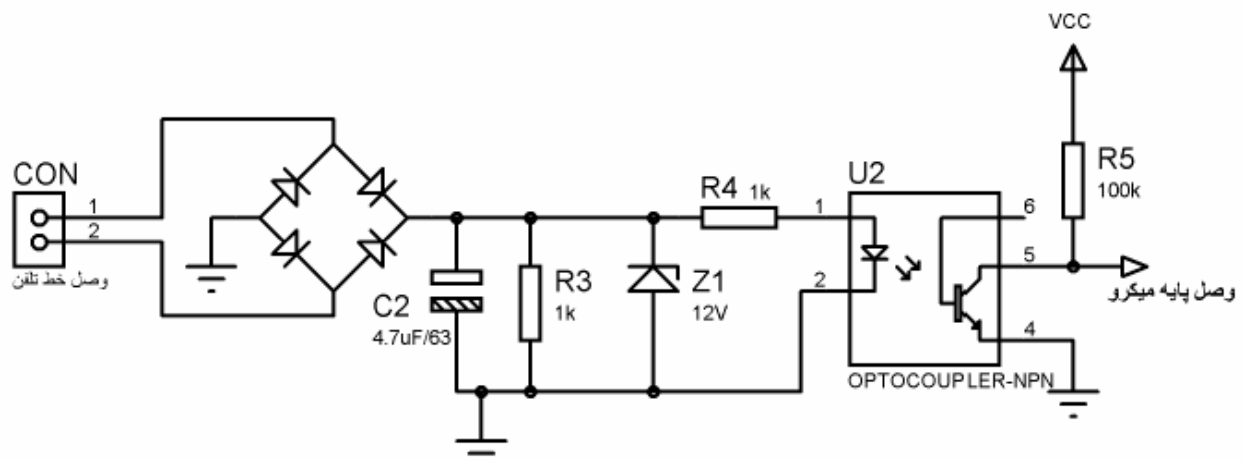 VCC
CON
1
2
وصل خط تلفن
R4 1k
U2
R5
100k
1
2
6
5
4
C2
4.7uF/63
R3
1k
Z1
12V
وصل پایه میکرو
OPTOCOUPLER-NPN